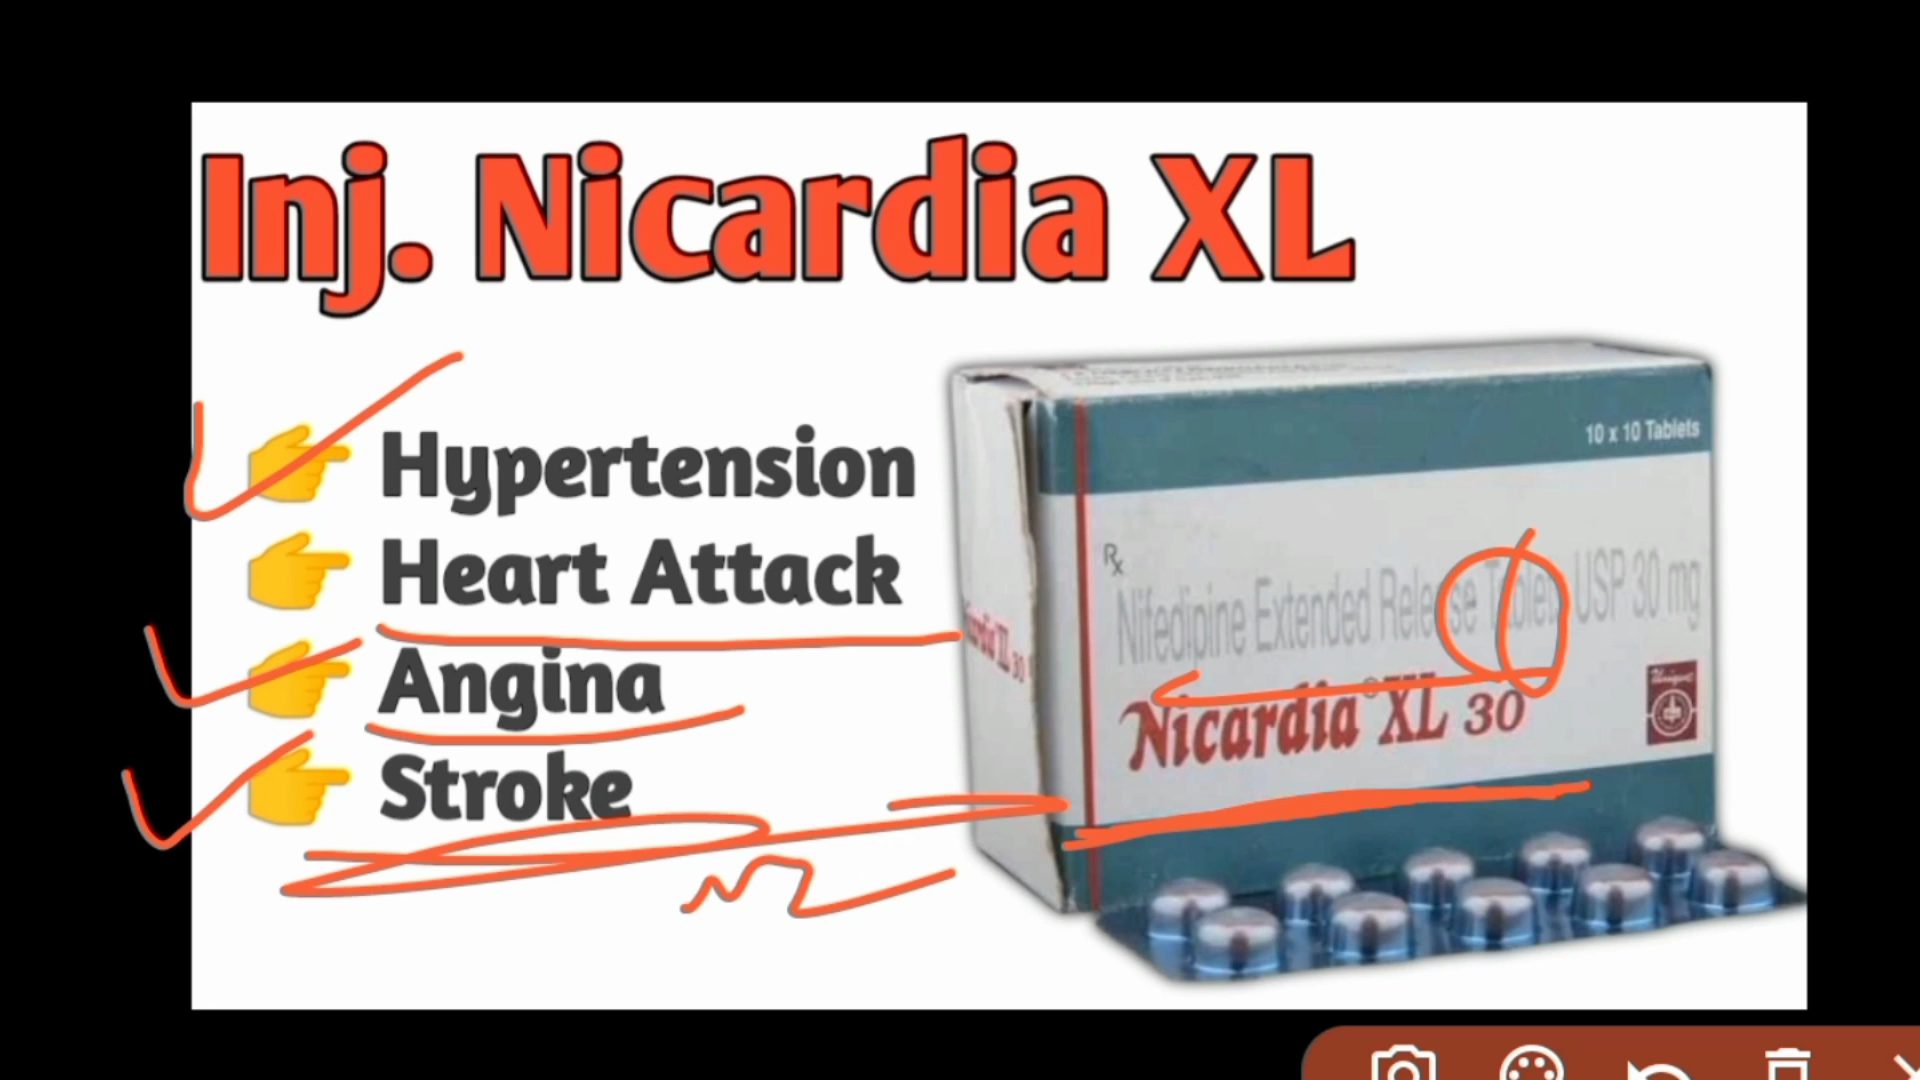 Inj. Nicardia XL
Hypertension
Heart Attack
Angina
Stroke
10 x 10 Tablets
Rx
Nifedipine Extended Release Tablets USP 30 mg
Nicardia® XL 30